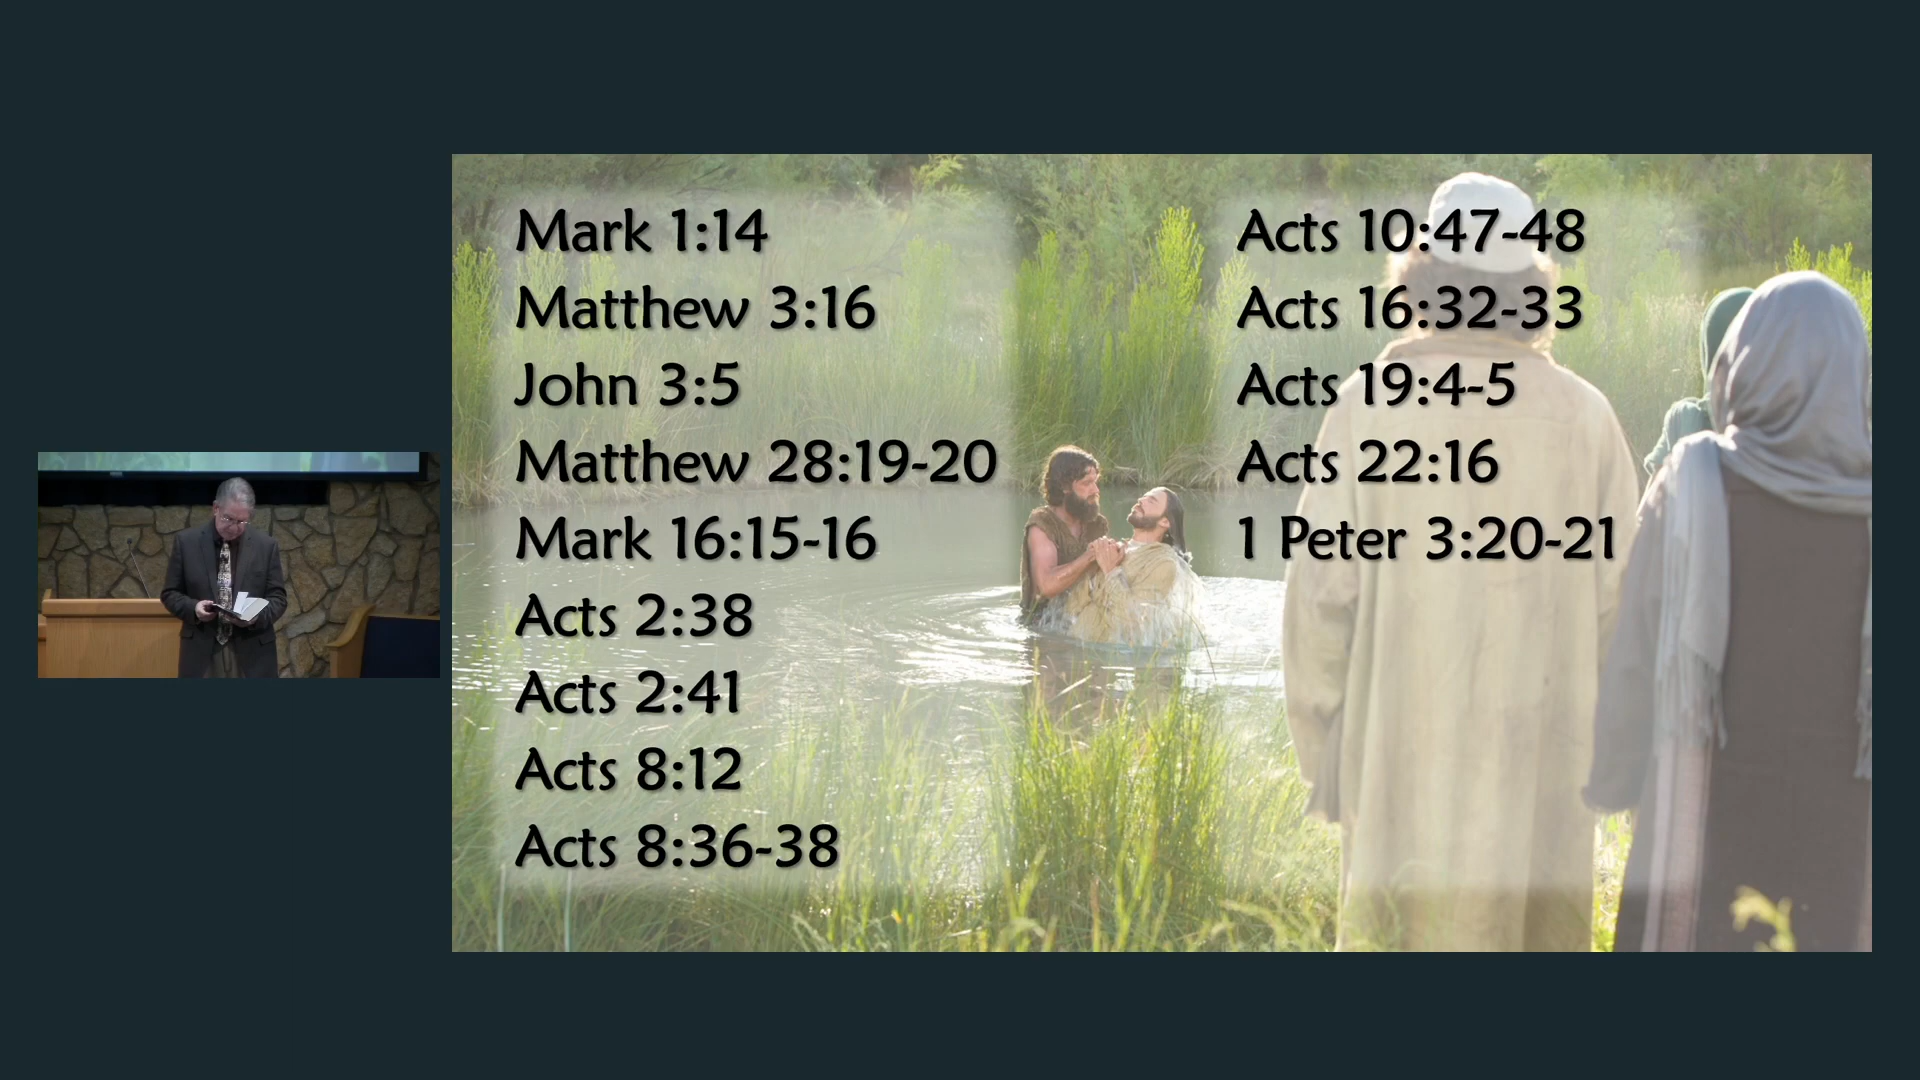 Mark 1:14
Matthew 3:16
John 3:5
Matthew 28:19-20
Mark 16:15-16
Acts 2:38
Acts 2:41
Acts 8:12
Acts 8:36-38
Acts 10:47-48
Acts 16:32-33
Acts 19:4-5
Acts 22:16
1 Peter 3:20-21